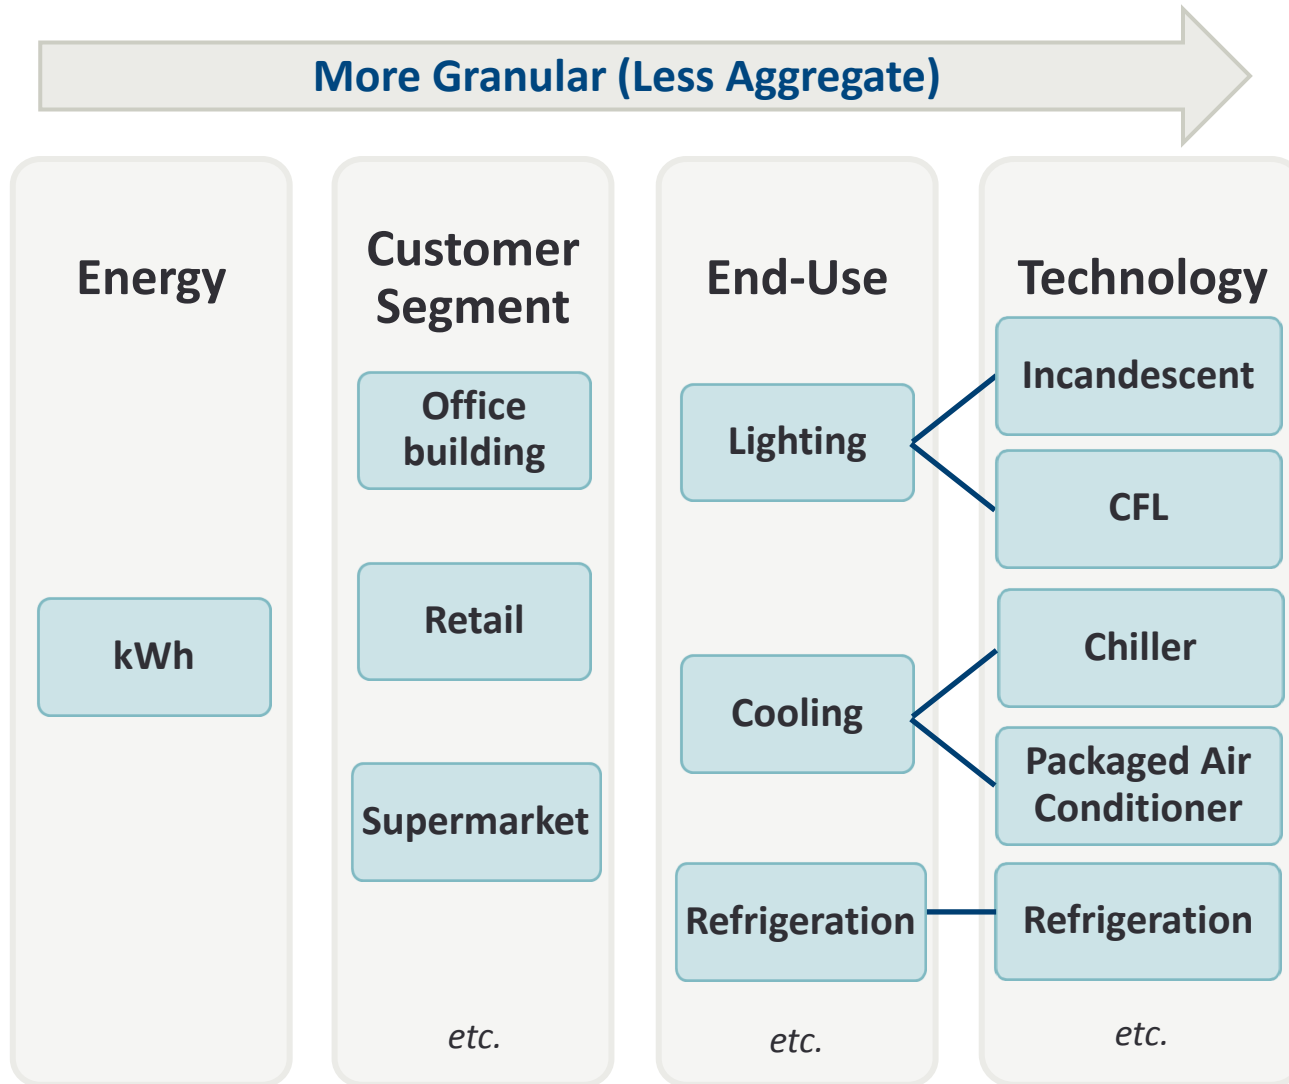 More Granular (Less Aggregate)
Energy
kWh
Customer
Segment
Office
building
Retail
Supermarket
etc.
End-Use
Lighting
Cooling
Refrigeration
etc.
Technology
Incandescent
CFL
Chiller
Packaged Air
Conditioner
Refrigeration
etc.